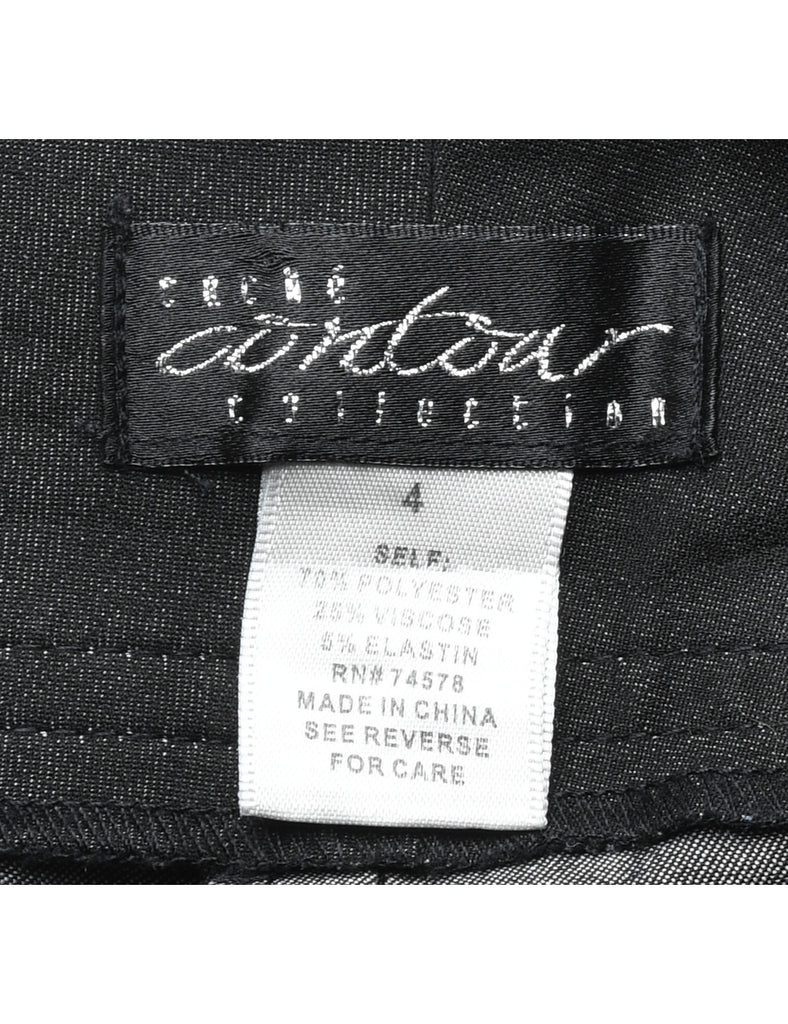 CACHÉ
contour
COLLECTION
4
SELF:
70% POLYESTER
25% VISCOSE
5% ELASTIN
RN# 74578
MADE IN CHINA
SEE REVERSE
FOR CARE